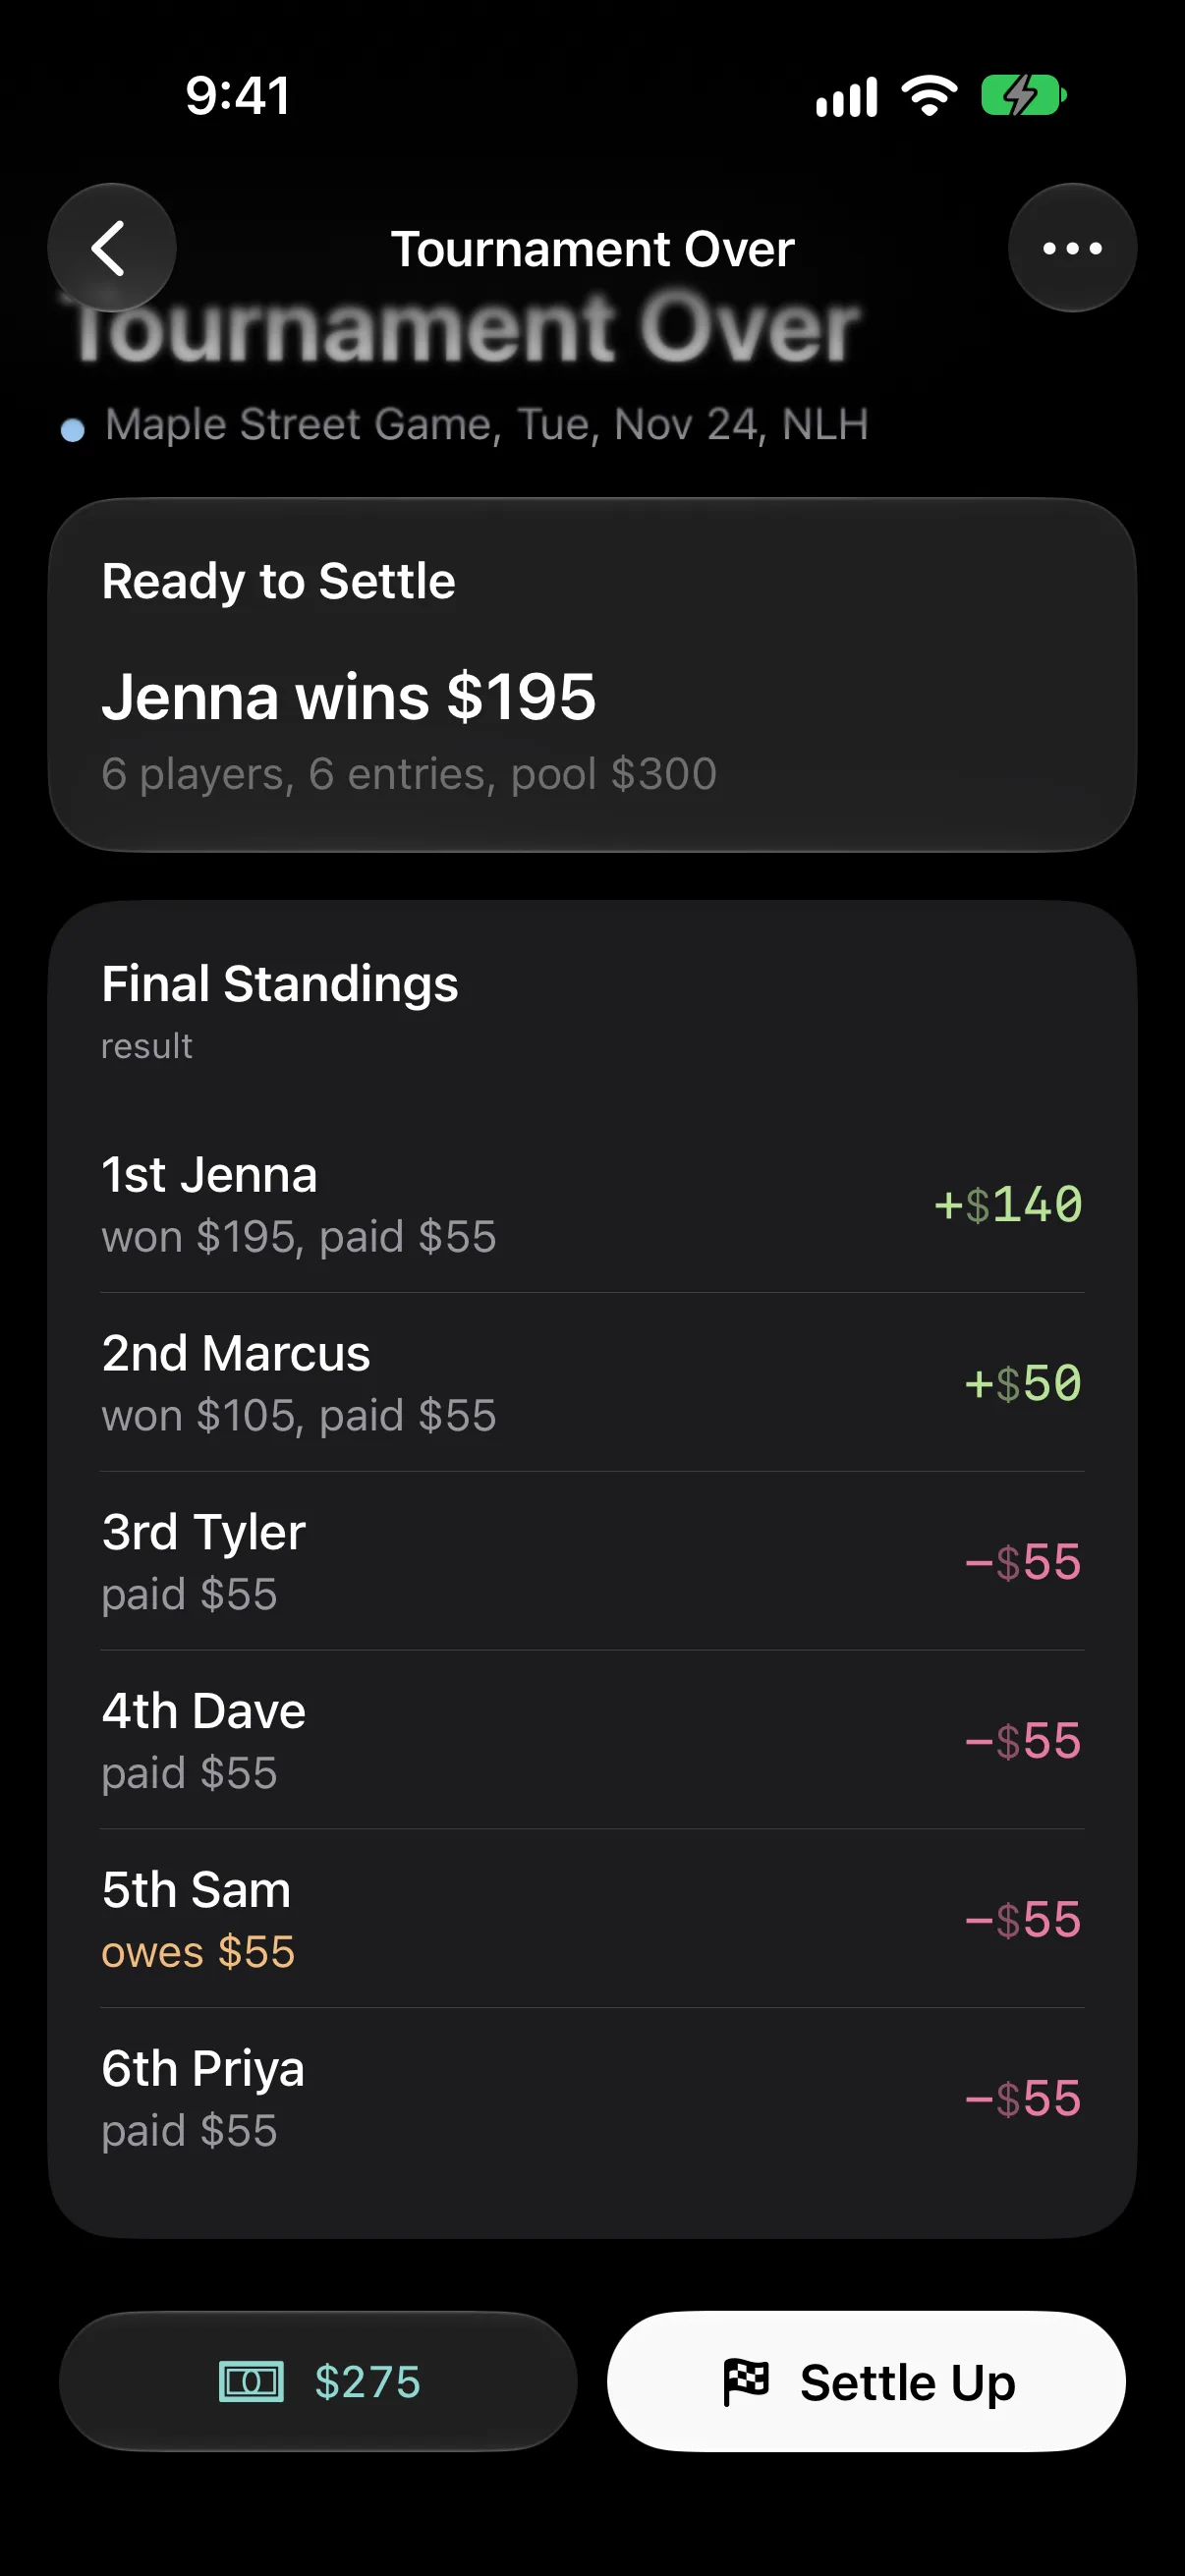 9:41
Tournament Over
Tournament Over
Maple Street Game, Tue, Nov 24, NLH
Ready to Settle
Jenna wins $195
6 players, 6 entries, pool $300
Final Standings
result
1st Jenna
won $195, paid $55
+$140
2nd Marcus
won $105, paid $55
+$50
3rd Tyler
paid $55
−$55
4th Dave
paid $55
−$55
5th Sam
owes $55
−$55
6th Priya
paid $55
−$55
$275
Settle Up